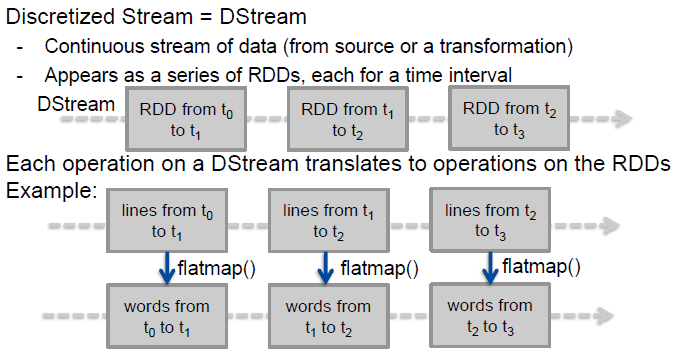 Discretized Stream = DStream
- Continuous stream of data (from source or a transformation)
- Appears as a series of RDDs, each for a time interval
DStream
RDD from t0
to t1
RDD from t1
to t2
RDD from t2
to t3
Each operation on a DStream translates to operations on the RDDs
Example:
lines from t0
to t1
lines from t1
to t2
lines from t2
to t3
flatmap()
flatmap()
flatmap()
words from
t0 to t1
words from
t1 to t2
words from
t2 to t3